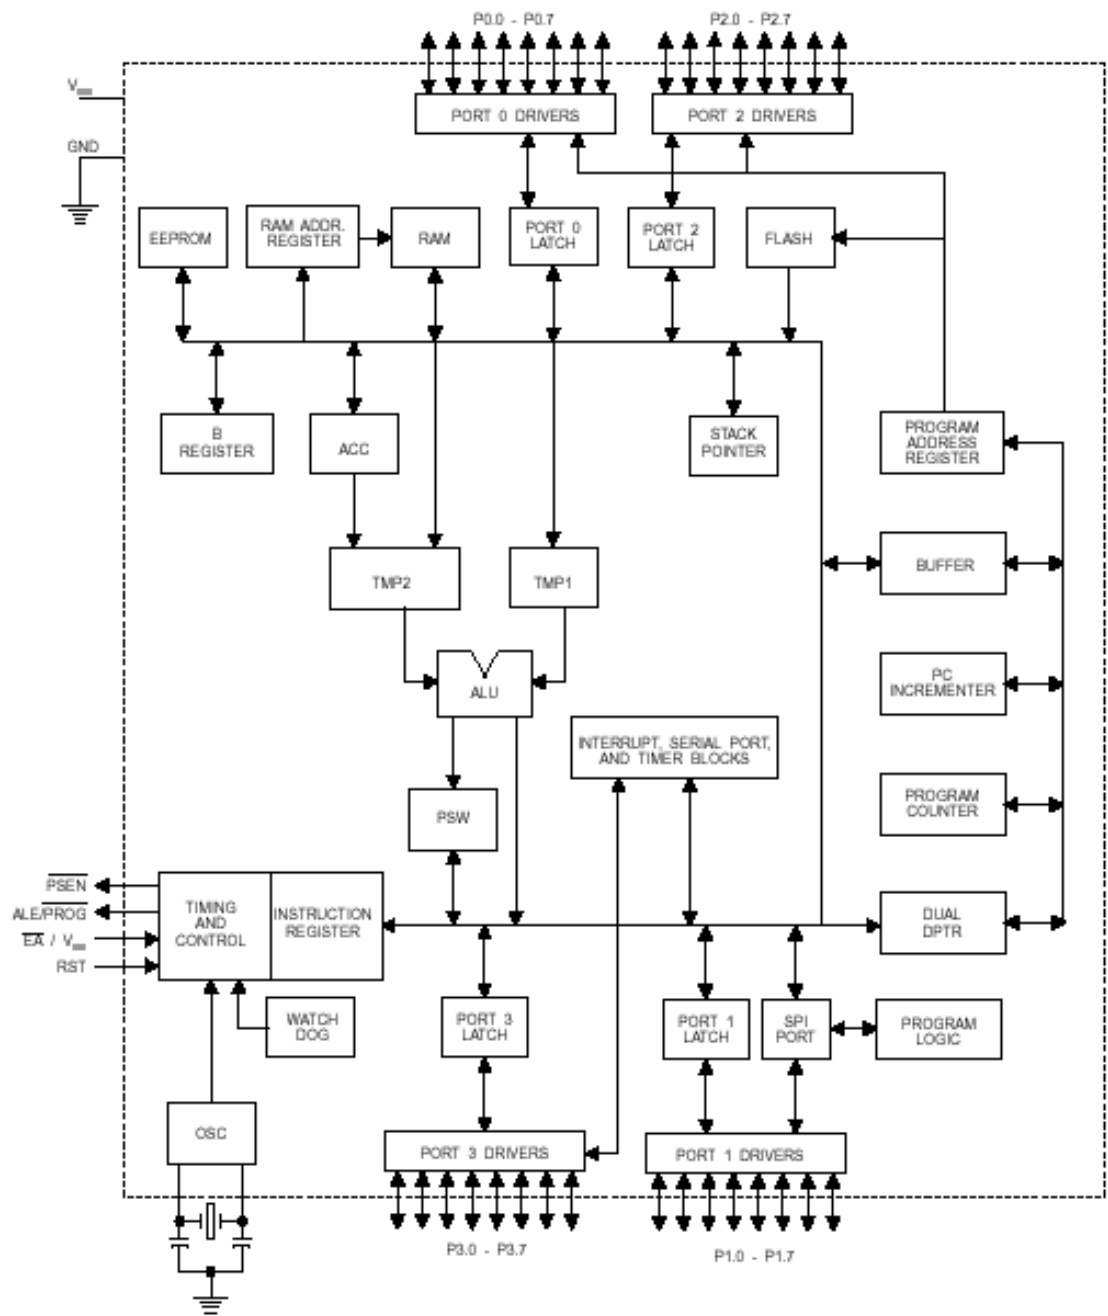 P0.0 - P0.7
P2.0 - P2.7
V
GND
PORT 0 DRIVERS
PORT 2 DRIVERS
EEPROM
RAM ADDR.
REGISTER
RAM
PORT 0
LATCH
PORT 2
LATCH
FLASH
B
REGISTER
ACC
STACK
POINTER
PROGRAM
ADDRESS
REGISTER
TMP2
TMP1
BUFFER
ALU
PC
INCREMENTER
INTERRUPT, SERIAL PORT,
AND TIMER BLOCKS
PSW
PROGRAM
COUNTER
PSEN
ALE/PROG
EA / V
RST
TIMING
AND
CONTROL
INSTRUCTION
REGISTER
DUAL
DPTR
WATCH
DOG
PORT 3
LATCH
PORT 1
LATCH
SPI
PORT
PROGRAM
LOGIC
OSC
PORT 3 DRIVERS
PORT 1 DRIVERS
P3.0 - P3.7
P1.0 - P1.7